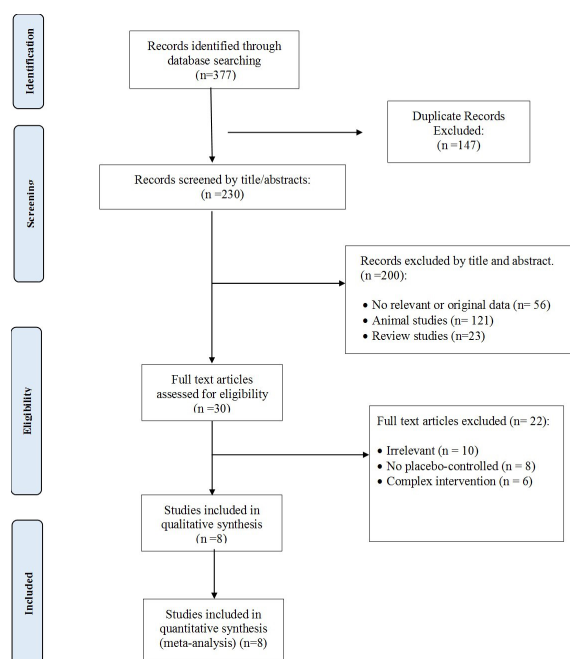 Identification
Records identified through
database searching
(n=377)
Duplicate Records
Excluded:
(n =147)
Screening
Records screened by title/abstracts:
(n =230)
Records excluded by title and abstract.
(n =200):
• No relevant or original data (n= 56)
• Animal studies (n= 121)
• Review studies (n=23)
Eligibility
Full text articles
assessed for eligibility
(n =30)
Full text articles excluded (n= 22):
• Irrelevant (n = 10)
• No placebo-controlled (n = 8)
• Complex intervention (n = 6)
Studies included in
qualitative synthesis
(n =8)
Included
Studies included in
quantitative synthesis
(meta-analysis) (n=8)